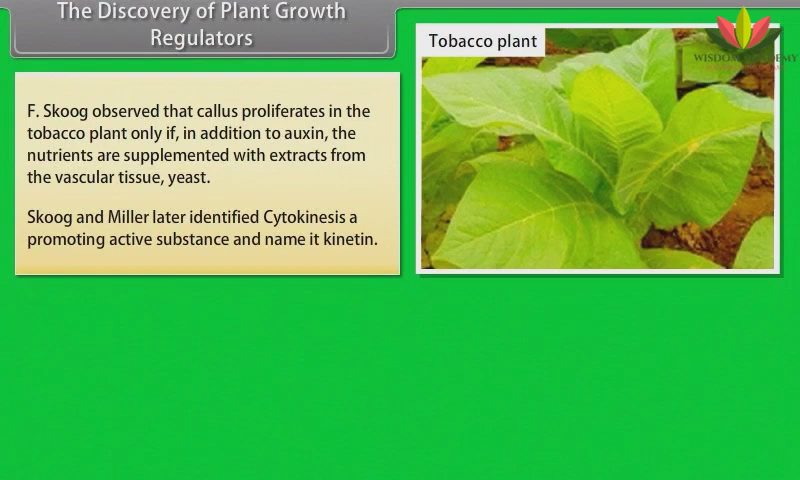 The Discovery of Plant Growth
Regulators
Tobacco plant
F. Skoog observed that callus proliferates in the
tobacco plant only if, in addition to auxin, the
nutrients are supplemented with extracts from
the vascular tissue, yeast.
Skoog and Miller later identified Cytokinesis a
promoting active substance and name it kinetin.